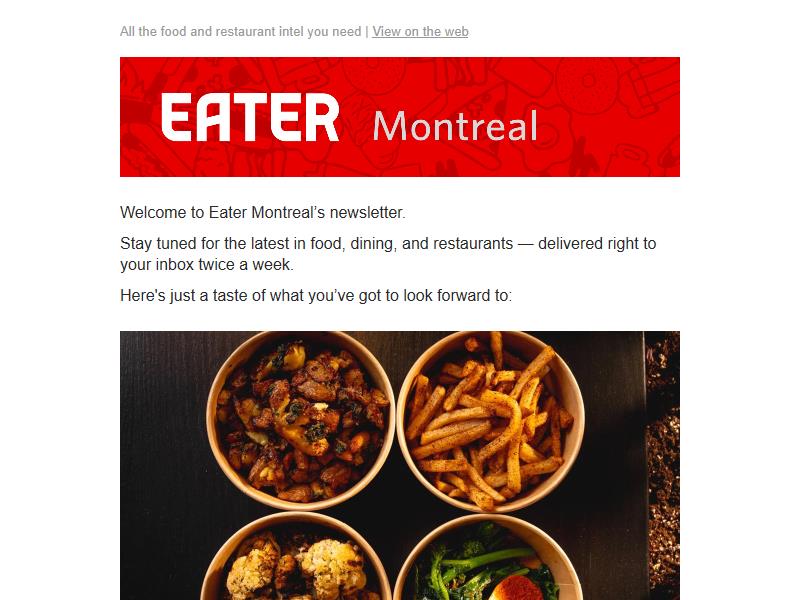 All the food and restaurant intel you need | View on the web
EATER Montreal
Welcome to Eater Montreal’s newsletter.
Stay tuned for the latest in food, dining, and restaurants — delivered right to
your inbox twice a week.
Here's just a taste of what you’ve got to look forward to: